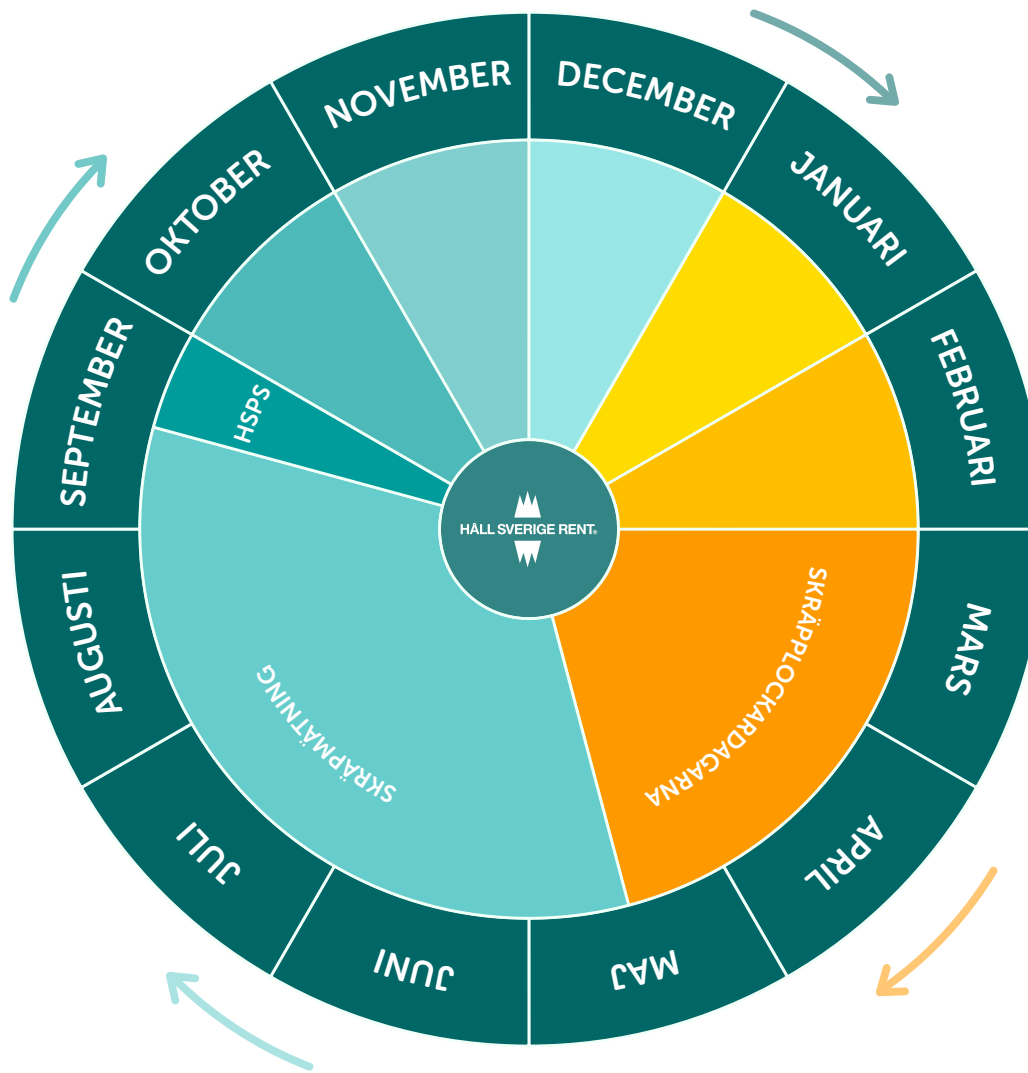 NOVEMBER
DECEMBER
JANUARI
FEBRUARI
MARS
APRIL
MAJ
JUNI
JULI
AUGUSTI
SEPTEMBER
OKTOBER
HSPS
SKRÄPPLOCKARDAGARNA
SKRÄPMÄTNING
HÅLL SVERIGE RENT®